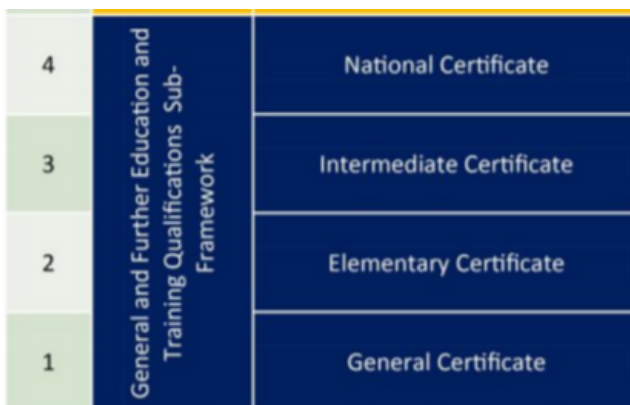 4
General and Further Education and
Training Qualifications Sub-
Framework
National Certificate
3
Intermediate Certificate
2
Elementary Certificate
1
General Certificate